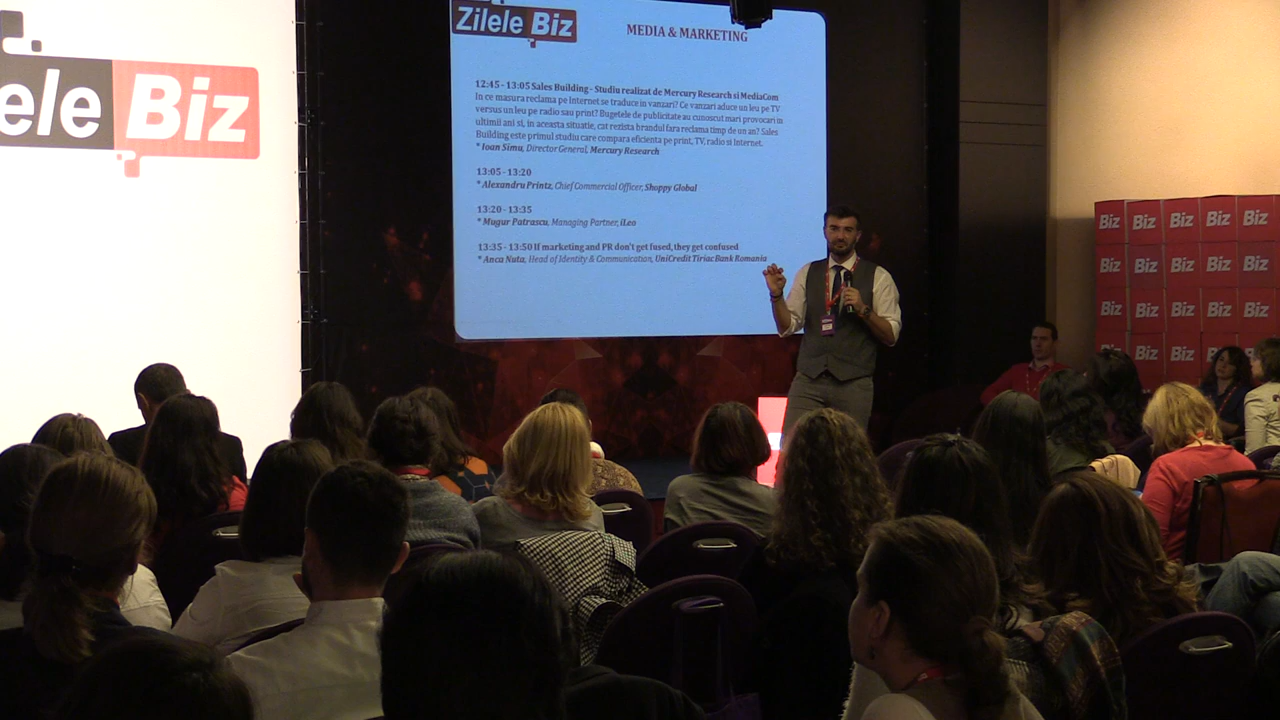 ele Biz
Zilele Biz
MEDIA & MARKETING
12:45 - 13:05 Sales Building - Studiu realizat de Mercury Research si MediaCom
In ce masura reclama pe Internet se traduce in vanzari? Ce vanzari aduce un leu pe TV
versus un leu pe radio sau print? Bugetele de publicitate au cunoscut mari provocari in
ultimii ani si, in aceasta situatie, cat rezista brandul fara reclama timp de un an? Sales
Building este primul studiu care compara eficienta pe print, TV, radio si Internet.
* Ioan Simu, Director General, Mercury Research
13:05 - 13:20
* Alexandru Printz, Chief Commercial Officer, Shoppy Global
13:20 - 13:35
* Mugur Patrascu, Managing Partner, iLeo
13:35 - 13:50 If marketing and PR don't get fused, they get confused
* Anca Nuta, Head of Identity & Communication, UniCredit Tiriac Bank Romania
Biz Biz Biz Biz Biz
Biz Biz Biz Biz Biz
Biz Biz Biz Biz Biz
Biz Biz Biz Biz Biz